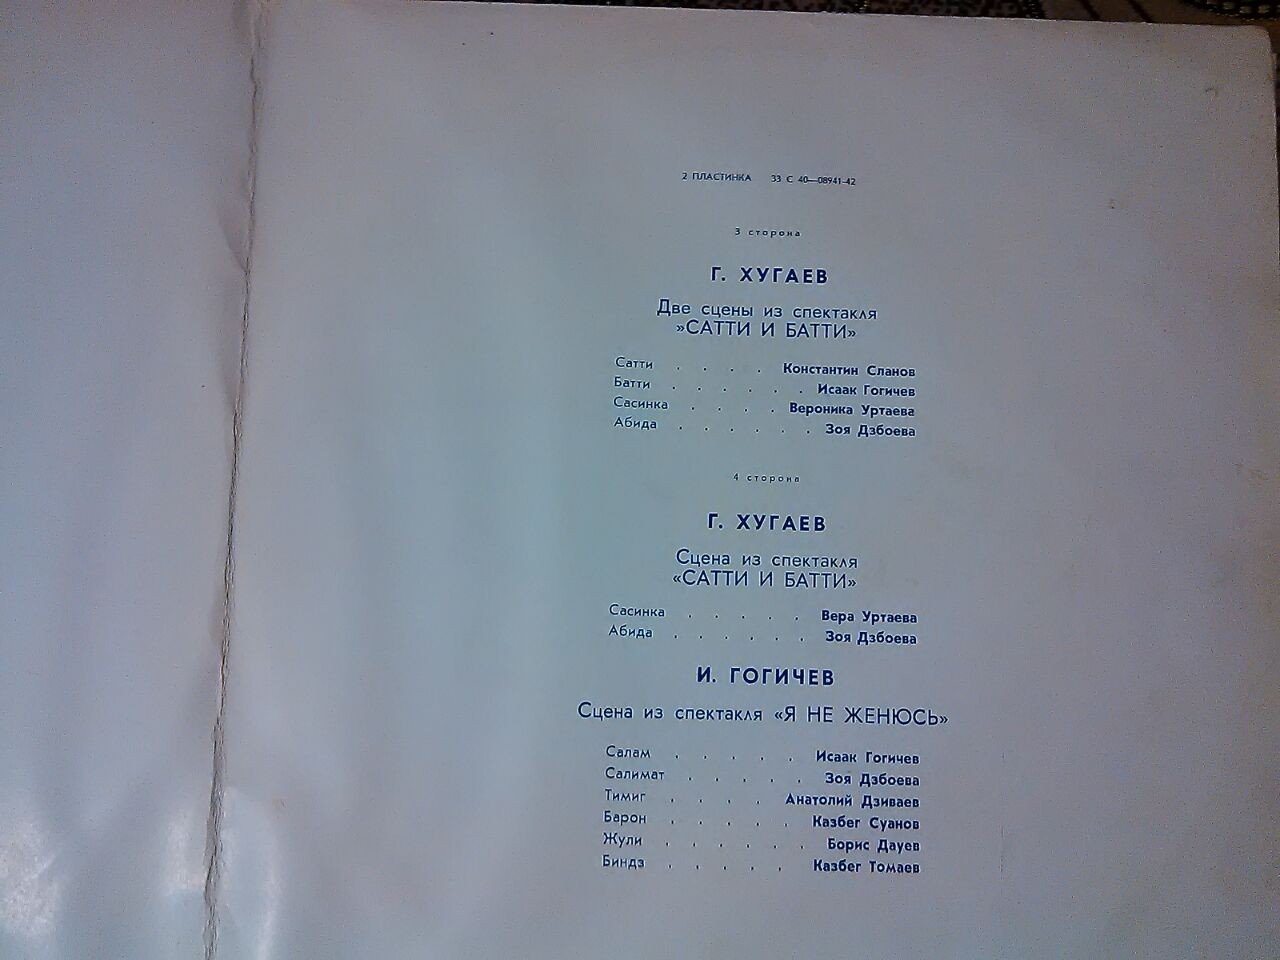 2 ПЛАСТИНКА 33 С 40—08941-42
3 сторона
Г. ХУГАЕВ
Две сцены из спектакля
»САТТИ И БАТТИ»
Сатти . . . . Константин Сланов
Батти . . . . . . Исаак Гогичев
Сасинка . . . . Вероника Уртаева
Абида . . . . . . Зоя Дзбоева
4 сторона
Г. ХУГАЕВ
Сцена из спектакля
«САТТИ И БАТТИ»
Сасинка . . . . . Вера Уртаева
Абида . . . . . . Зоя Дзбоева
И. ГОГИЧЕВ
Сцена из спектакля «Я НЕ ЖЕНЮСЬ»
Салам . . . . . Исаак Гогичев
Салимат . . . . . Зоя Дзбоева
Тимиг . . . . Анатолий Дзиваев
Барон . . . . . Казбег Суанов
Жули . . . . . . Борис Дауев
Биндз . . . . . Казбег Томаев